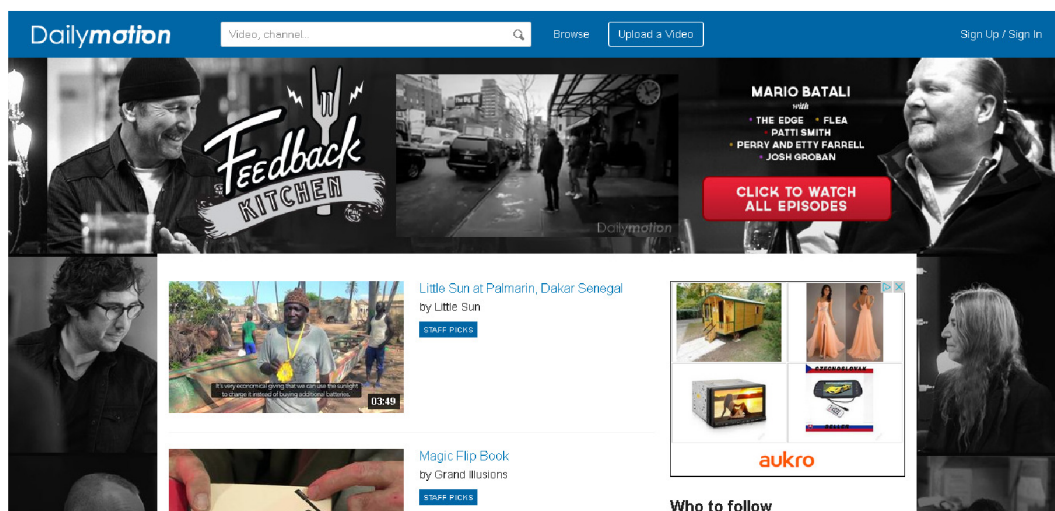 Dailymotion
Video, channel...
Browse
Upload a Video
Sign Up / Sign In
Feedback
KITCHEN
Dailymotion
MARIO BATALI
with
THE EDGE • FLEA
PATTI SMITH
PERRY AND ETTY FARRELL
JOSH GROBAN
CLICK TO WATCH
ALL EPISODES
It's very economical giving that we can use the sunlight
to charge it instead of buying additional batteries.
03:49
Little Sun at Palmarin, Dakar Senegal
by Little Sun
STAFF PICKS
CZECHOSLOVAK
SELLER
aukro
Magic Flip Book
by Grand Illusions
STAFF PICKS
Who to follow